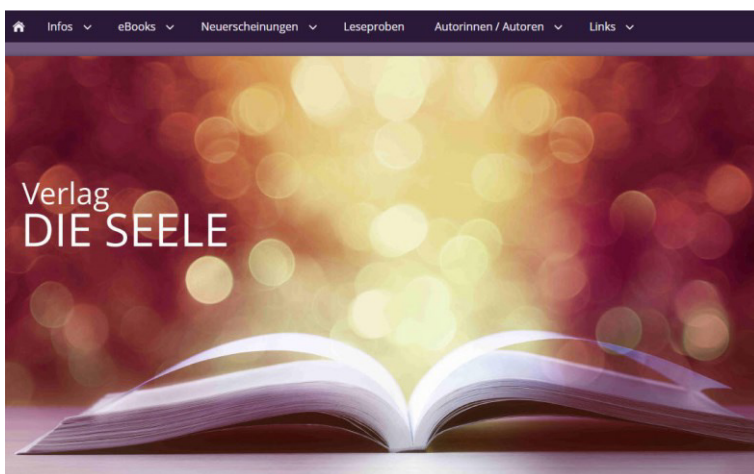 Infos eBooks Neuerscheinungen Leseproben Autorinnen / Autoren Links
Verlag
DIE SEELE